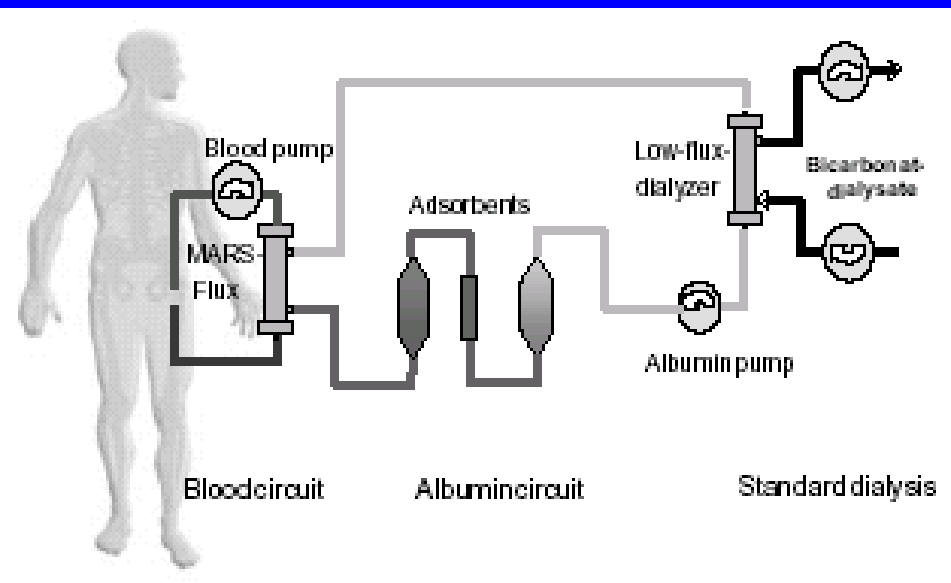 Blood pump
MARS-
Flux
Adsorbents
Low-flux-
dialyzer
Bicarbonat-
dialysate
Albumin pump
Bloodcircuit
Albumincircuit
Standard dialysis